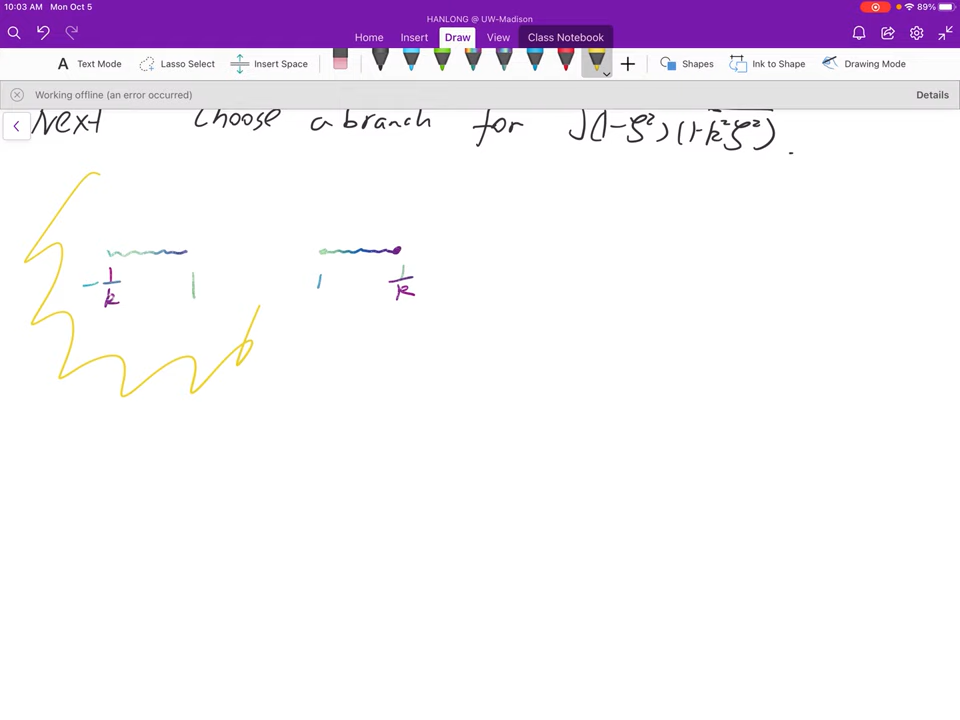 10:03 AM Mon Oct 5
89%
HANLONG @ UW-Madison
Home Insert Draw View Class Notebook
Text Mode Lasso Select Insert Space Shapes Ink to Shape Drawing Mode
Working offline (an error occurred) Details
Next choose a branch for √(1-ζ²)(1-k²ζ²) .
-1/k 1 1 1/k